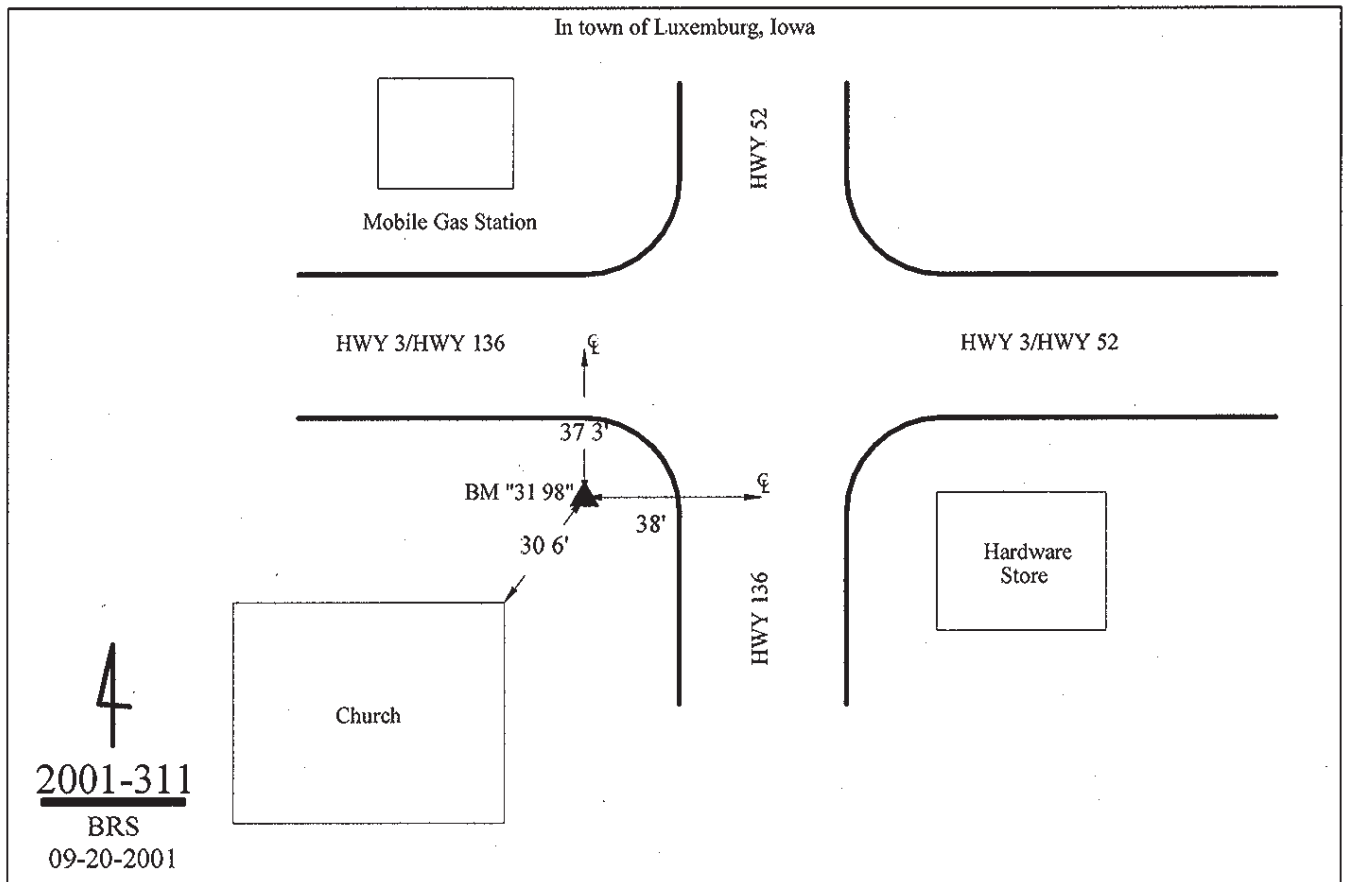 In town of Luxemburg, Iowa
HWY 52
Mobile Gas Station
HWY 3/HWY 136
℄
HWY 3/HWY 52
37 3'
BM "31 98"
℄
38'
30 6'
Hardware
Store
HWY 136
Church
2001-311
BRS
09-20-2001